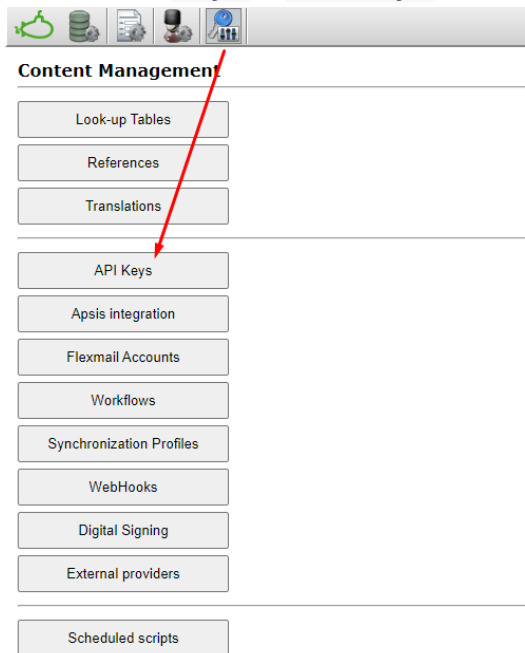 Content Management
Look-up Tables
References
Translations
API Keys
Apsis integration
Flexmail Accounts
Workflows
Synchronization Profiles
WebHooks
Digital Signing
External providers
Scheduled scripts